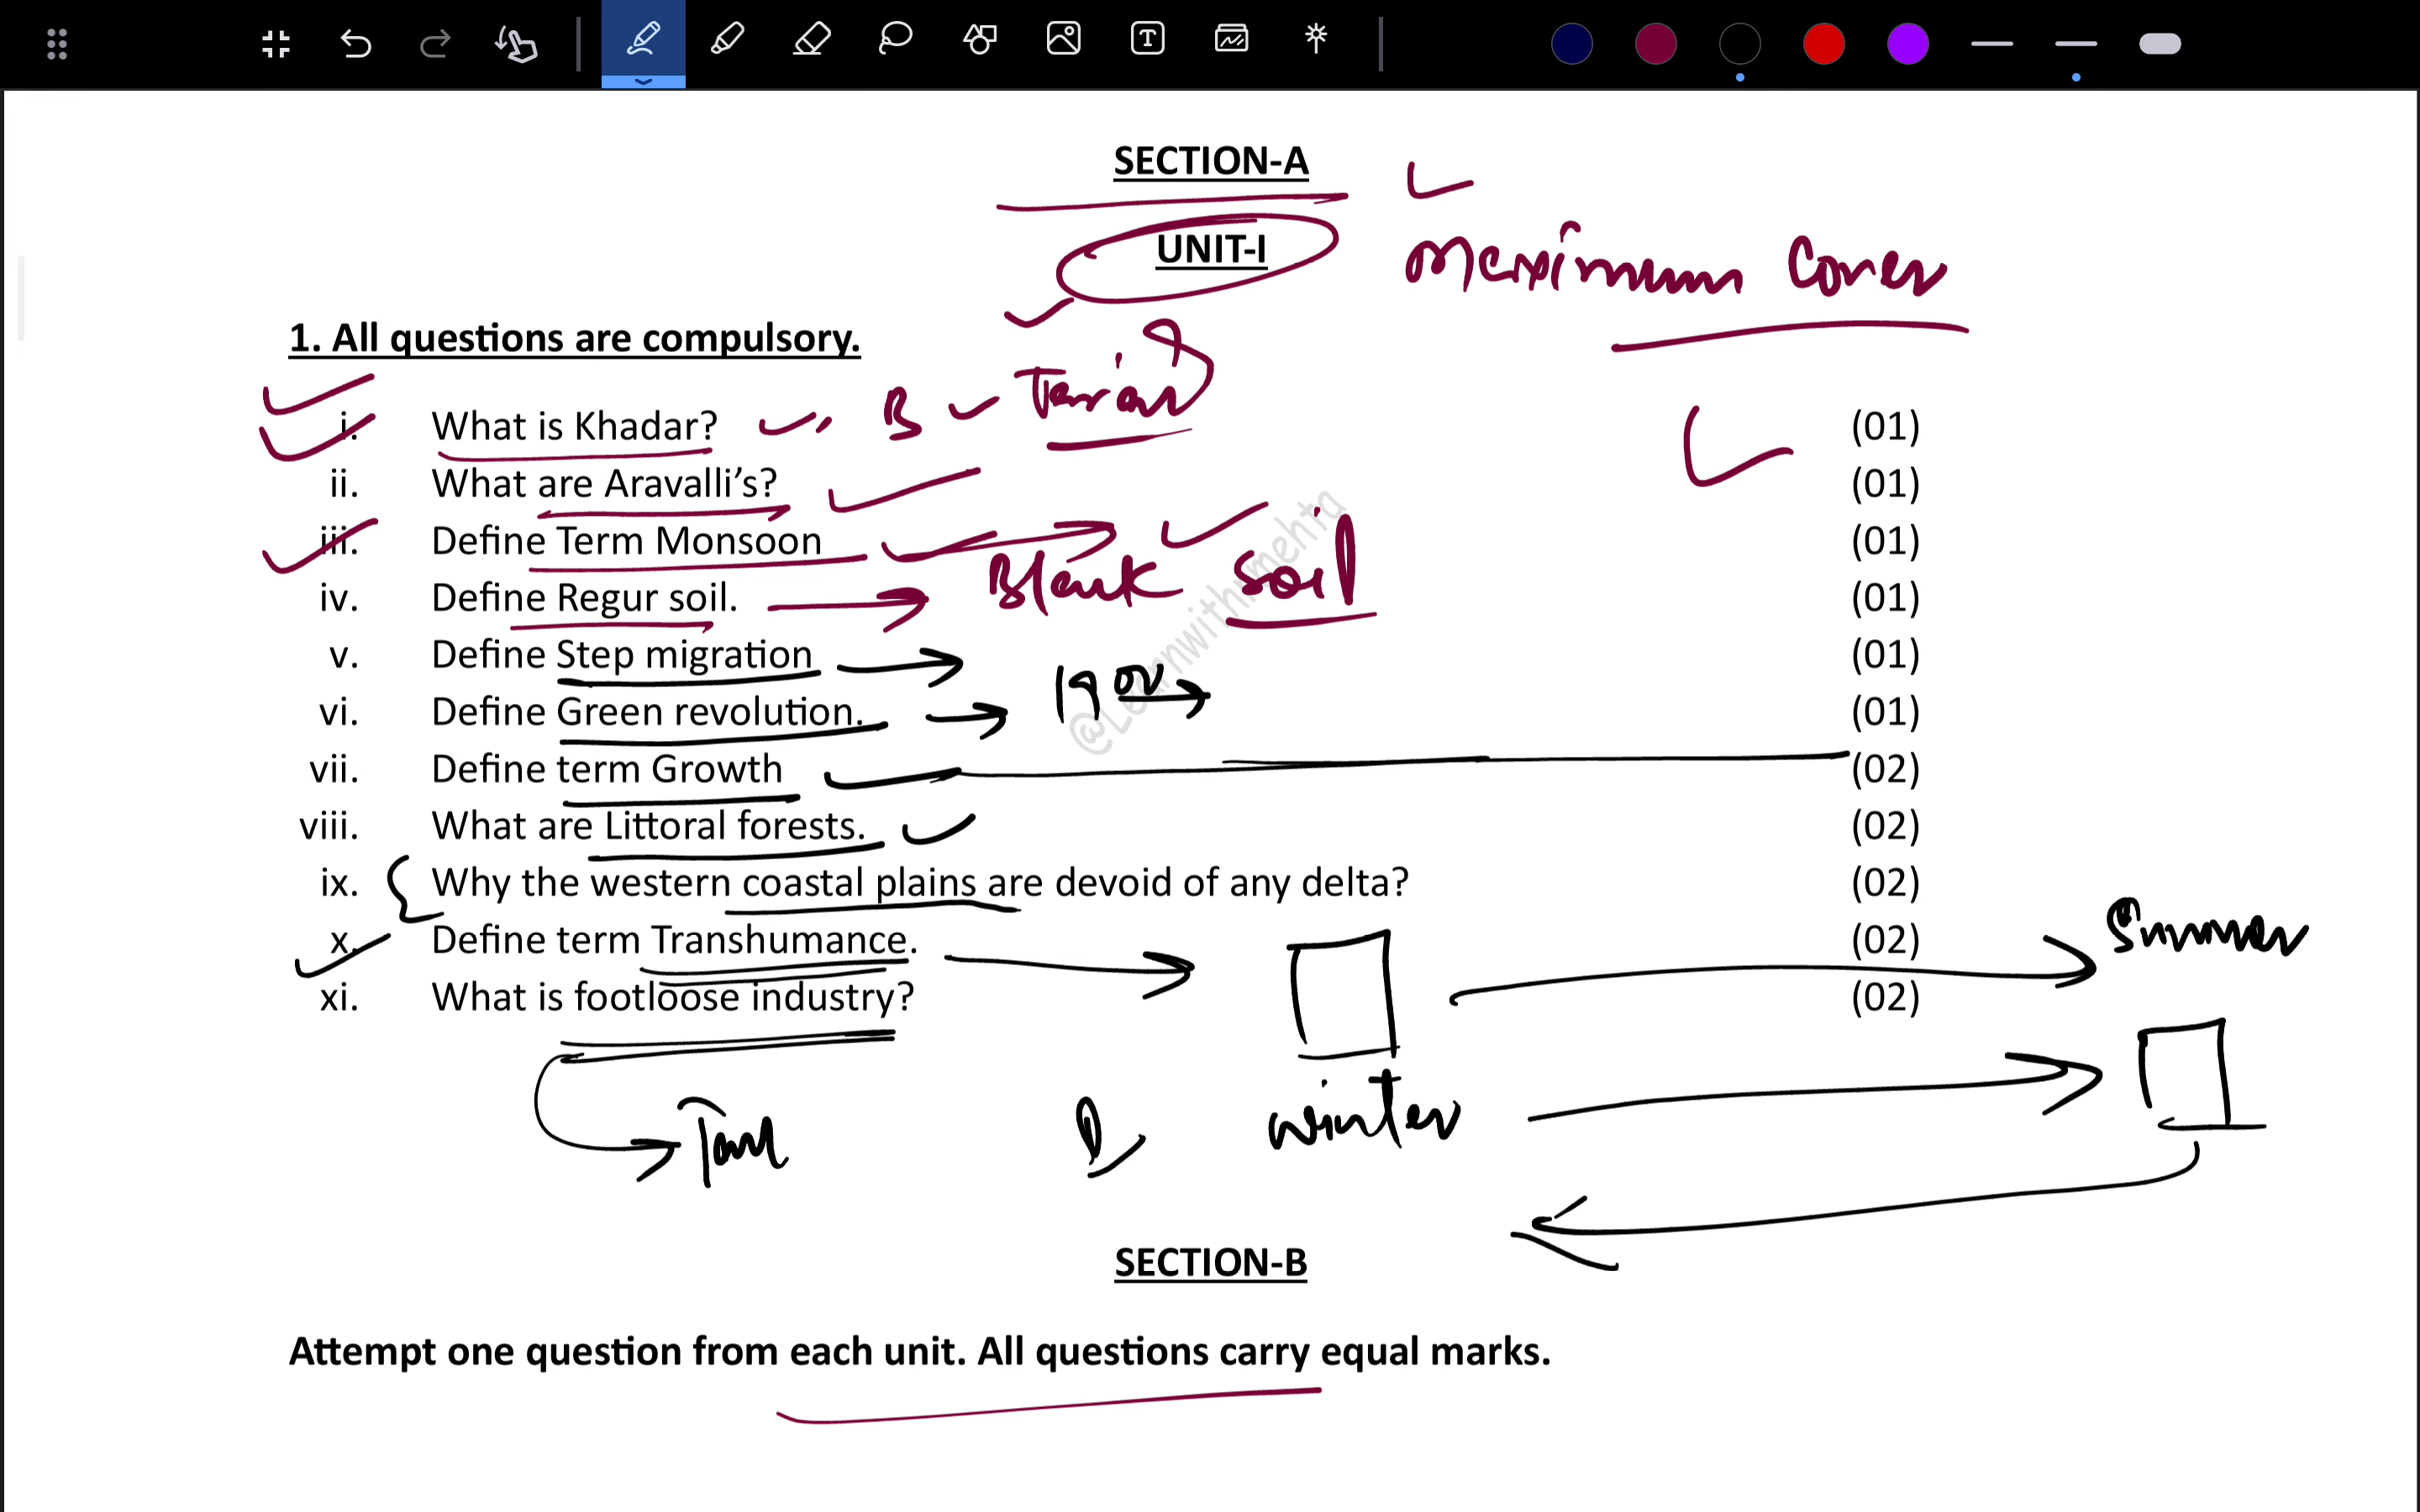 SECTION-A
UNIT-I
Maximum Cover
1. All questions are compulsory.
i. What is Khadar? B Tarai (01)
ii. What are Aravalli's? (01)
iii. Define Term Monsoon (01)
iv. Define Regur soil. Black Soil (01)
v. Define Step migration (01)
vi. Define Green revolution. (01)
vii. Define term Growth (02)
viii. What are Littoral forests. (02)
ix. Why the western coastal plains are devoid of any delta? (02)
x. Define term Transhumance. (02) Summer
xi. What is footloose industry? (02)
winter
@Learnwithmehta
SECTION-B
Attempt one question from each unit. All questions carry equal marks.